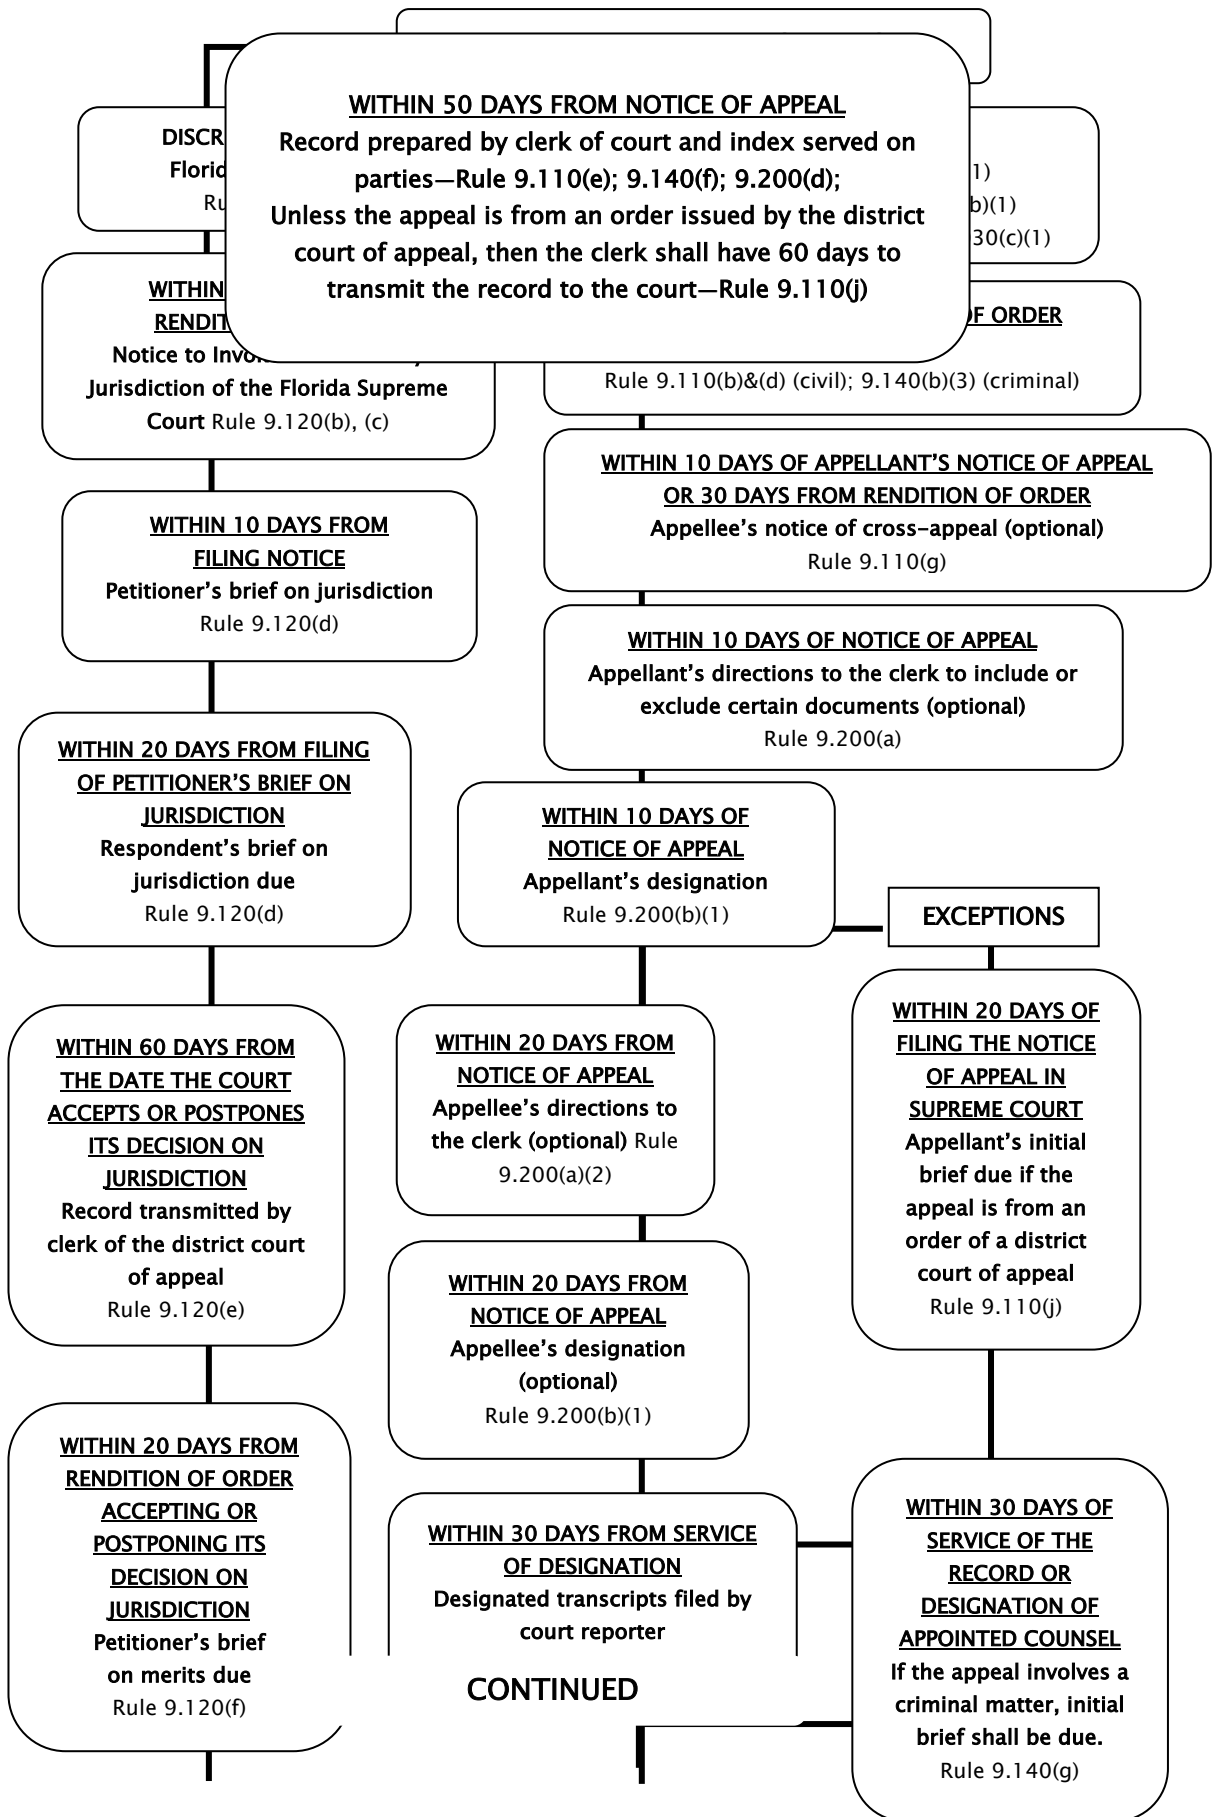 WITHIN 50 DAYS FROM NOTICE OF APPEAL
Record prepared by clerk of court and index served on
parties—Rule 9.110(e); 9.140(f); 9.200(d);
Unless the appeal is from an order issued by the district
court of appeal, then the clerk shall have 60 days to
transmit the record to the court—Rule 9.110(j)
DISCR
Florid
Ru
WITHIN
RENDIT
Notice to Invo
Jurisdiction of the Florida Supreme
Court Rule 9.120(b), (c)
WITHIN 10 DAYS FROM
FILING NOTICE
Petitioner’s brief on jurisdiction
Rule 9.120(d)
WITHIN 20 DAYS FROM FILING
OF PETITIONER’S BRIEF ON
JURISDICTION
Respondent’s brief on
jurisdiction due
Rule 9.120(d)
WITHIN 60 DAYS FROM
THE DATE THE COURT
ACCEPTS OR POSTPONES
ITS DECISION ON
JURISDICTION
Record transmitted by
clerk of the district court
of appeal
Rule 9.120(e)
WITHIN 20 DAYS FROM
RENDITION OF ORDER
ACCEPTING OR
POSTPONING ITS
DECISION ON
JURISDICTION
Petitioner’s brief
on merits due
Rule 9.120(f)
1)
b)(1)
30(c)(1)
OF ORDER
Rule 9.110(b)&(d) (civil); 9.140(b)(3) (criminal)
WITHIN 10 DAYS OF APPELLANT’S NOTICE OF APPEAL
OR 30 DAYS FROM RENDITION OF ORDER
Appellee’s notice of cross-appeal (optional)
Rule 9.110(g)
WITHIN 10 DAYS OF NOTICE OF APPEAL
Appellant’s directions to the clerk to include or
exclude certain documents (optional)
Rule 9.200(a)
WITHIN 10 DAYS OF
NOTICE OF APPEAL
Appellant’s designation
Rule 9.200(b)(1)
WITHIN 20 DAYS FROM
NOTICE OF APPEAL
Appellee’s directions to
the clerk (optional) Rule
9.200(a)(2)
WITHIN 20 DAYS FROM
NOTICE OF APPEAL
Appellee’s designation
(optional)
Rule 9.200(b)(1)
WITHIN 30 DAYS FROM SERVICE
OF DESIGNATION
Designated transcripts filed by
court reporter
CONTINUED
EXCEPTIONS
WITHIN 20 DAYS OF
FILING THE NOTICE
OF APPEAL IN
SUPREME COURT
Appellant’s initial
brief due if the
appeal is from an
order of a district
court of appeal
Rule 9.110(j)
WITHIN 30 DAYS OF
SERVICE OF THE
RECORD OR
DESIGNATION OF
APPOINTED COUNSEL
If the appeal involves a
criminal matter, initial
brief shall be due.
Rule 9.140(g)